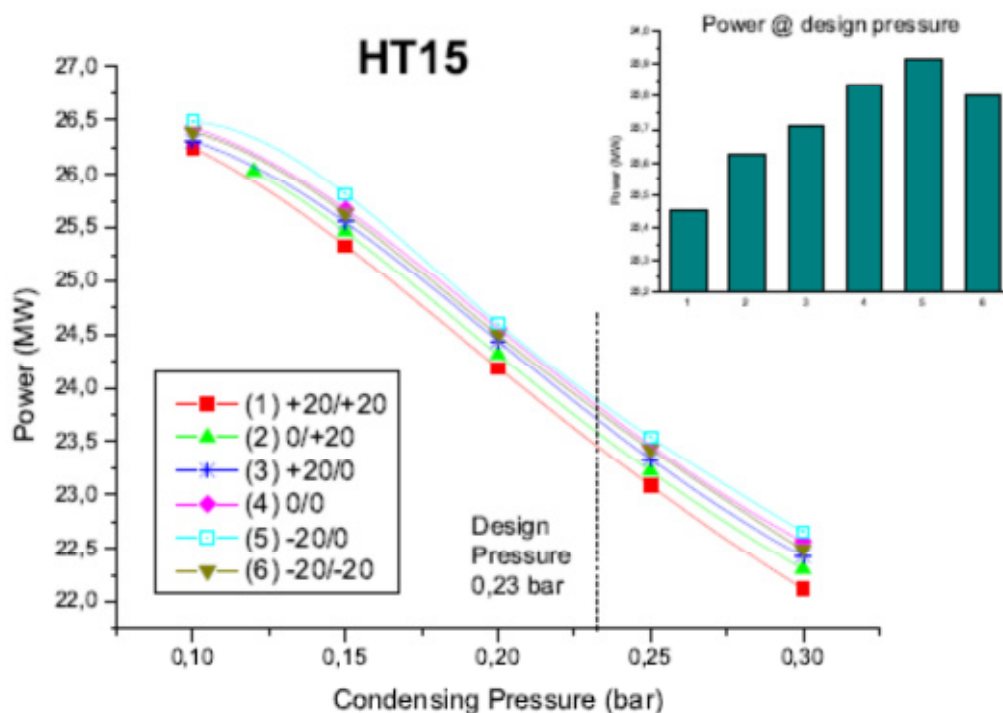 HT15
Power (MW)
27,0
26,5
26,0
25,5
25,0
24,5
24,0
23,5
23,0
22,5
22,0
(1) +20/+20
(2) 0/+20
(3) +20/0
(4) 0/0
(5) -20/0
(6) -20/-20
Design
Pressure
0,23 bar
0,10 0,15 0,20 0,25 0,30
Condensing Pressure (bar)
Power @ design pressure
Power (MW)
1 2 3 4 5 6